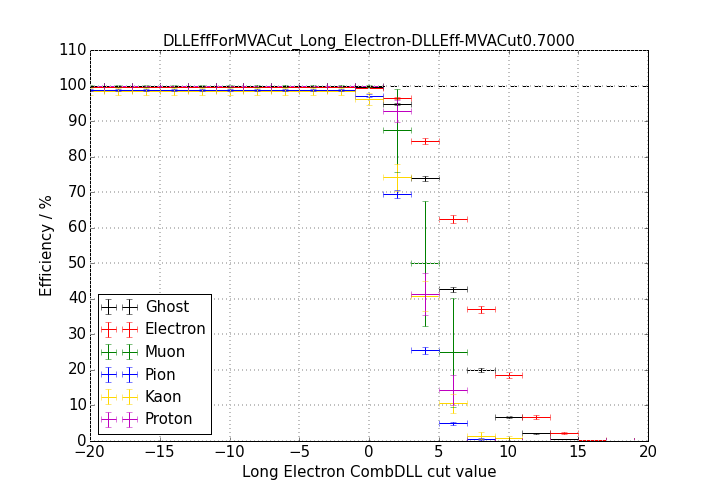 DLLEffForMVACut_Long_Electron-DLLEff-MVACut0.7000
110
100
90
80
70
60
50
40
30
20
10
0
Efficiency / %
Ghost
Electron
Muon
Pion
Kaon
Proton
−20 −15 −10 −5 0 5 10 15 20
Long Electron CombDLL cut value